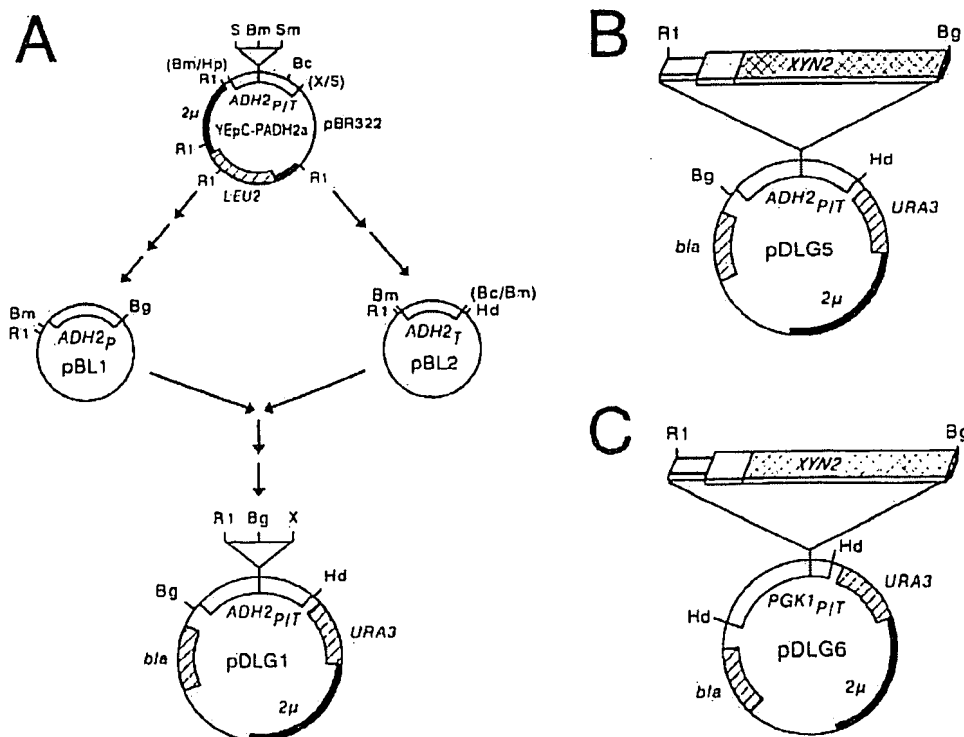 A
S Bm Sm
(Bm/Hp)
R1
Bc
(X/S)
ADH2P/T
2µ
YEpC-PADH2a
pBR322
R1
R1
LEU2
R1
Bm
R1
Bg
ADH2P
pBL1
Bm
R1
(Bc/Bm)
Hd
ADH2T
pBL2
R1 Bg X
Bg
Hd
ADH2P/T
URA3
bla
pDLG1
2µ
B
R1
Bg
XYN2
Bg
Hd
ADH2P/T
URA3
bla
pDLG5
2µ
C
R1
Bg
XYN2
Hd
URA3
PGK1P/T
Hd
pDLG6
bla
2µ